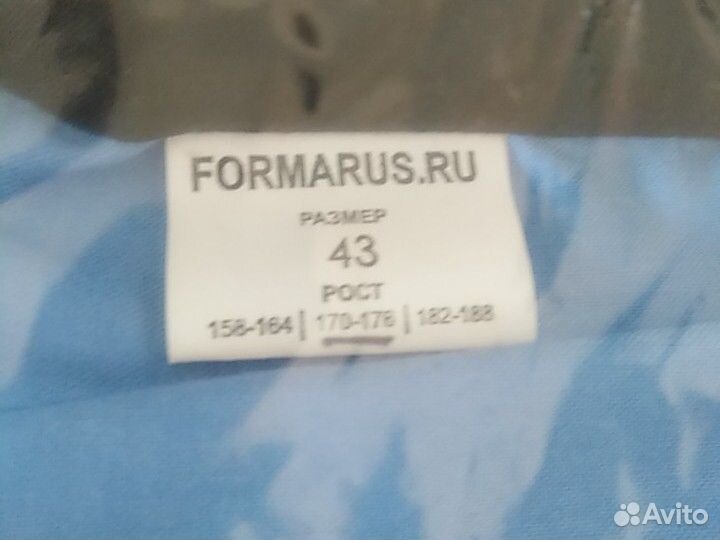 FORMARUS.RU
РАЗМЕР
43
РОСТ
158-164 | 170-176 | 182-188
Avito